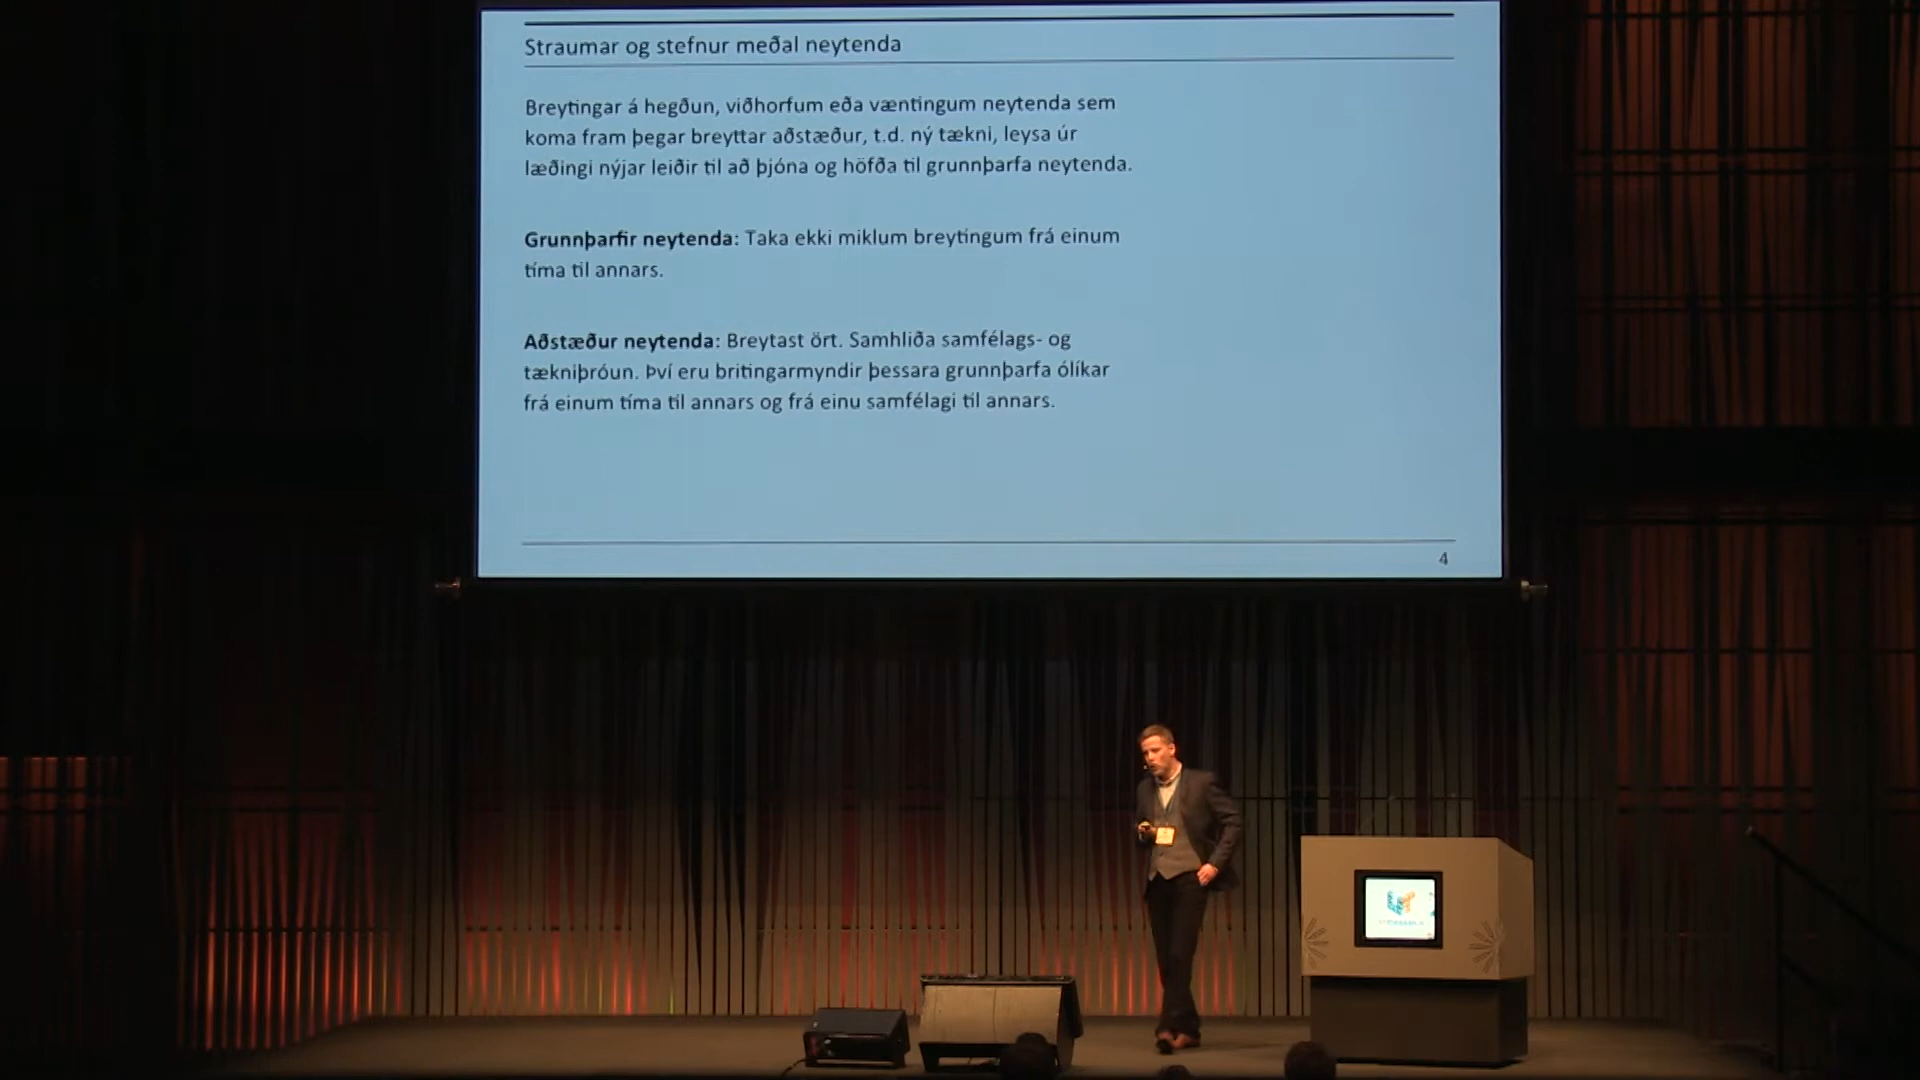 Straumar og stefnur meðal neytenda
Breytingar á hegðun, viðhorfum eða væntingum neytenda sem
koma fram þegar breyttar aðstæður, t.d. ný tækni, leysa úr
læðingi nýjar leiðir til að þjóna og höfða til grunnþarfa neytenda.
Grunnþarfir neytenda: Taka ekki miklum breytingum frá einum
tíma til annars.
Aðstæður neytenda: Breytast ört. Samhliða samfélags- og
tækniþróun. Því eru britingarmyndir þessara grunnþarfa ólíkar
frá einum tíma til annars og frá einu samfélagi til annars.
4